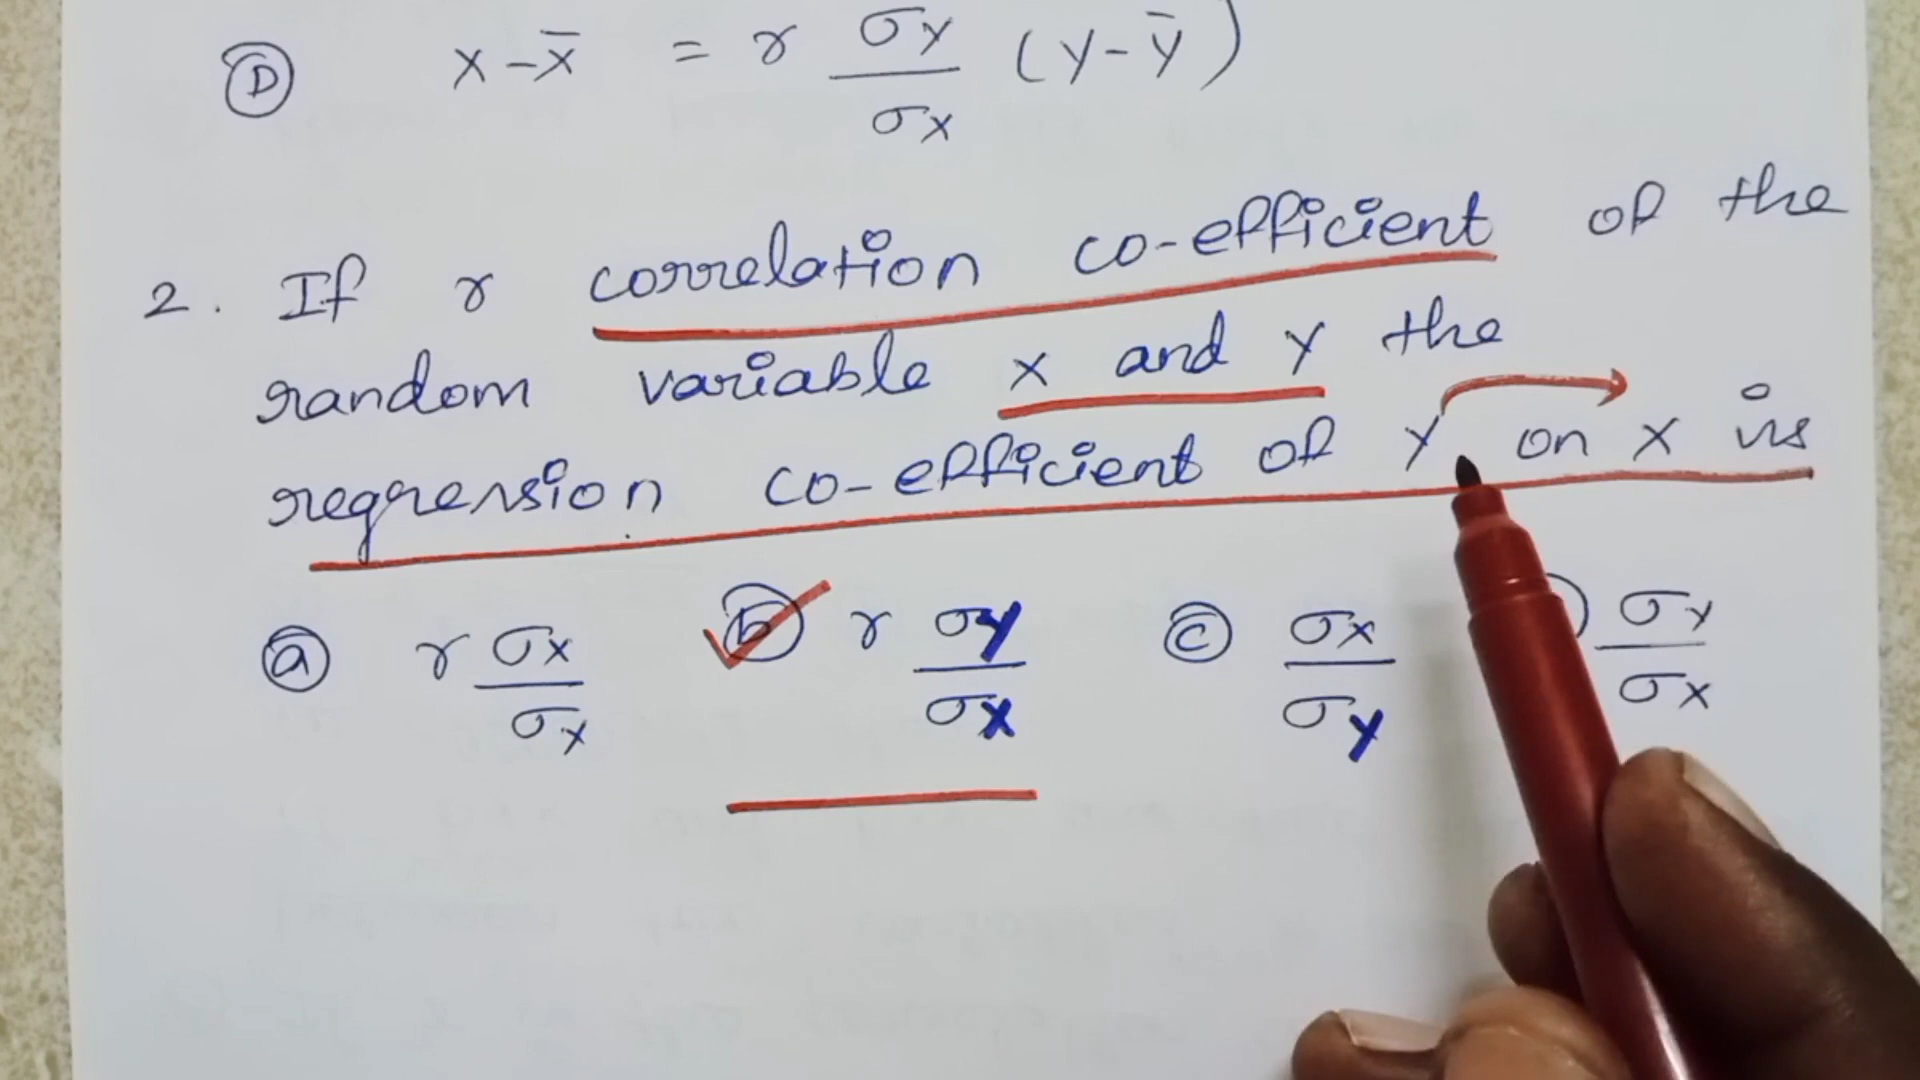 D x - x̄ = r σy/σx (y - ȳ)
2. If r correlation co-efficient of the
random variable x and y the
regression co-efficient of y on x is
a r σx/σx b r σy/σx c σx/σy σy/σx